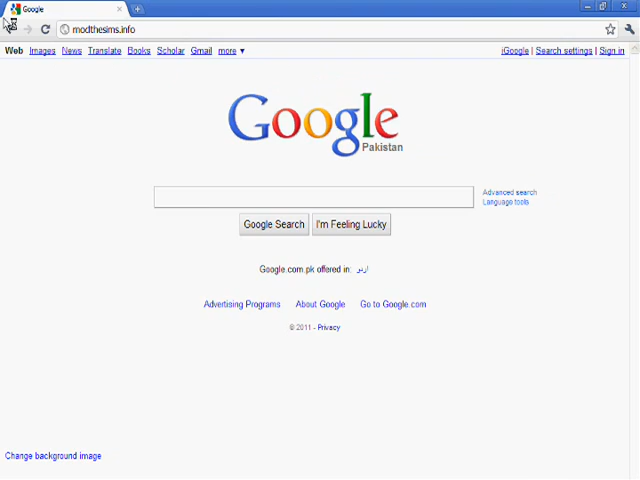 Google
modthesims.info
Web Images News Translate Books Scholar Gmail more ▼ iGoogle | Search settings | Sign in
Google
Pakistan
Advanced search
Language tools
Google Search I'm Feeling Lucky
Google.com.pk offered in: اردو
Advertising Programs About Google Go to Google.com
© 2011 - Privacy
Change background image